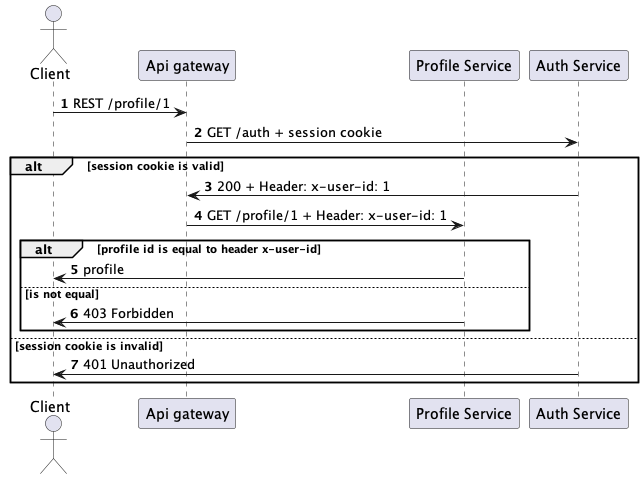 Client
Api gateway
Profile Service
Auth Service
1 REST /profile/1
2 GET /auth + session cookie
alt [session cookie is valid]
3 200 + Header: x-user-id: 1
4 GET /profile/1 + Header: x-user-id: 1
alt [profile id is equal to header x-user-id]
5 profile
[is not equal]
6 403 Forbidden
[session cookie is invalid]
7 401 Unauthorized
Client
Api gateway
Profile Service
Auth Service